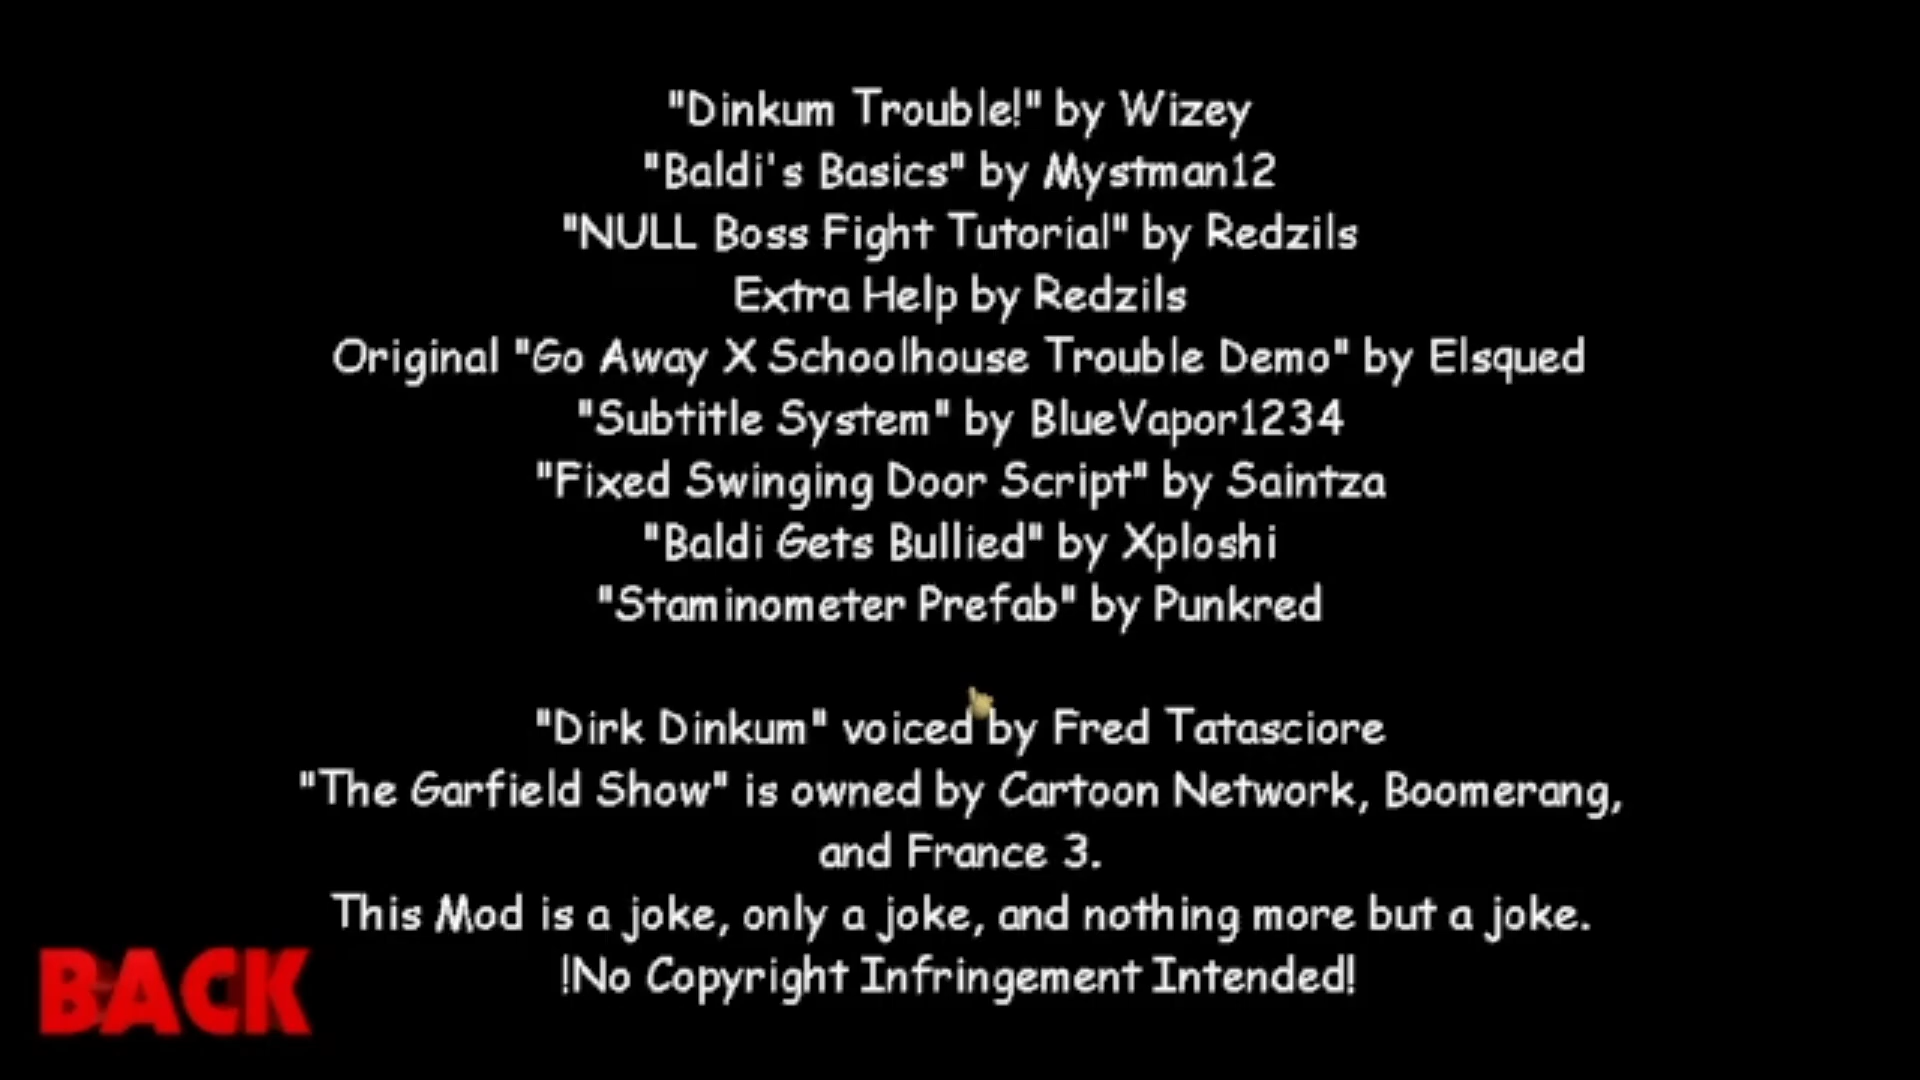 "Dinkum Trouble!" by Wizey
"Baldi's Basics" by Mystman12
"NULL Boss Fight Tutorial" by Redzils
Extra Help by Redzils
Original "Go Away X Schoolhouse Trouble Demo" by Elsqued
"Subtitle System" by BlueVapor1234
"Fixed Swinging Door Script" by Saintza
"Baldi Gets Bullied" by Xploshi
"Staminometer Prefab" by Punkred
"Dirk Dinkum" voiced by Fred Tatasciore
"The Garfield Show" is owned by Cartoon Network, Boomerang,
and France 3.
This Mod is a joke, only a joke, and nothing more but a joke.
!No Copyright Infringement Intended!
BACK